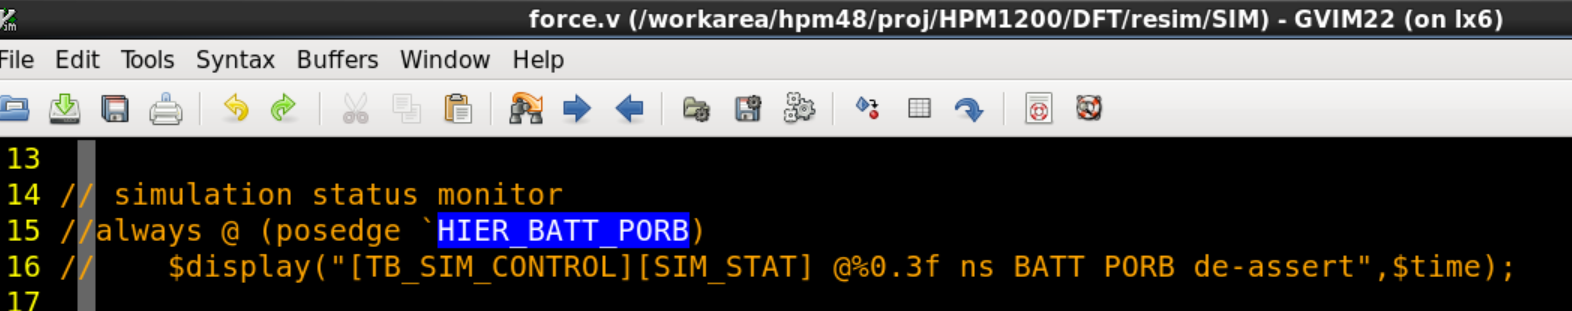 force.v (/workarea/hpm48/proj/HPM1200/DFT/resim/SIM) - GVIM22 (on lx6)
File Edit Tools Syntax Buffers Window Help
13
14 // simulation status monitor
15 //always @ (posedge `HIER_BATT_PORB)
16 //    $display("[TB_SIM_CONTROL][SIM_STAT] @%0.3f ns BATT PORB de-assert",$time);
17